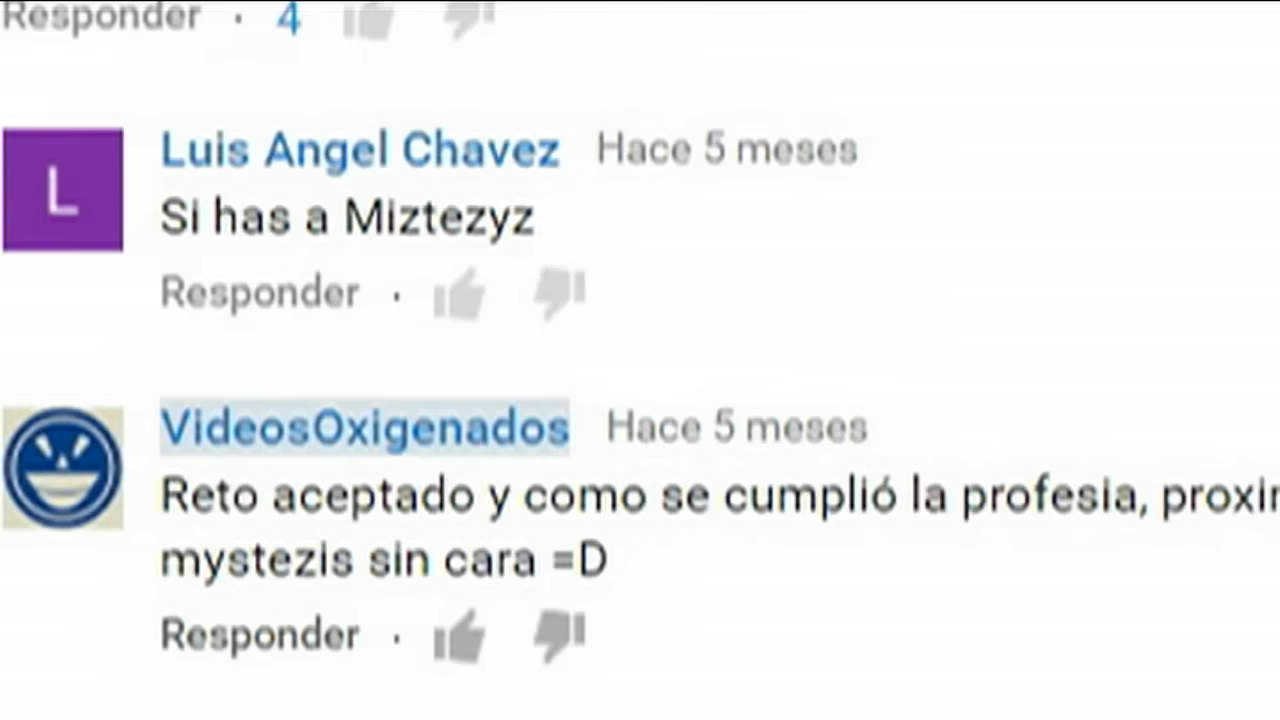 Responder · 4
L
Luis Angel Chavez Hace 5 meses
Si has a Miztezyz
Responder ·
VideosOxigenados Hace 5 meses
Reto aceptado y como se cumplió la profesia,
mystezis sin cara =D
Responder ·